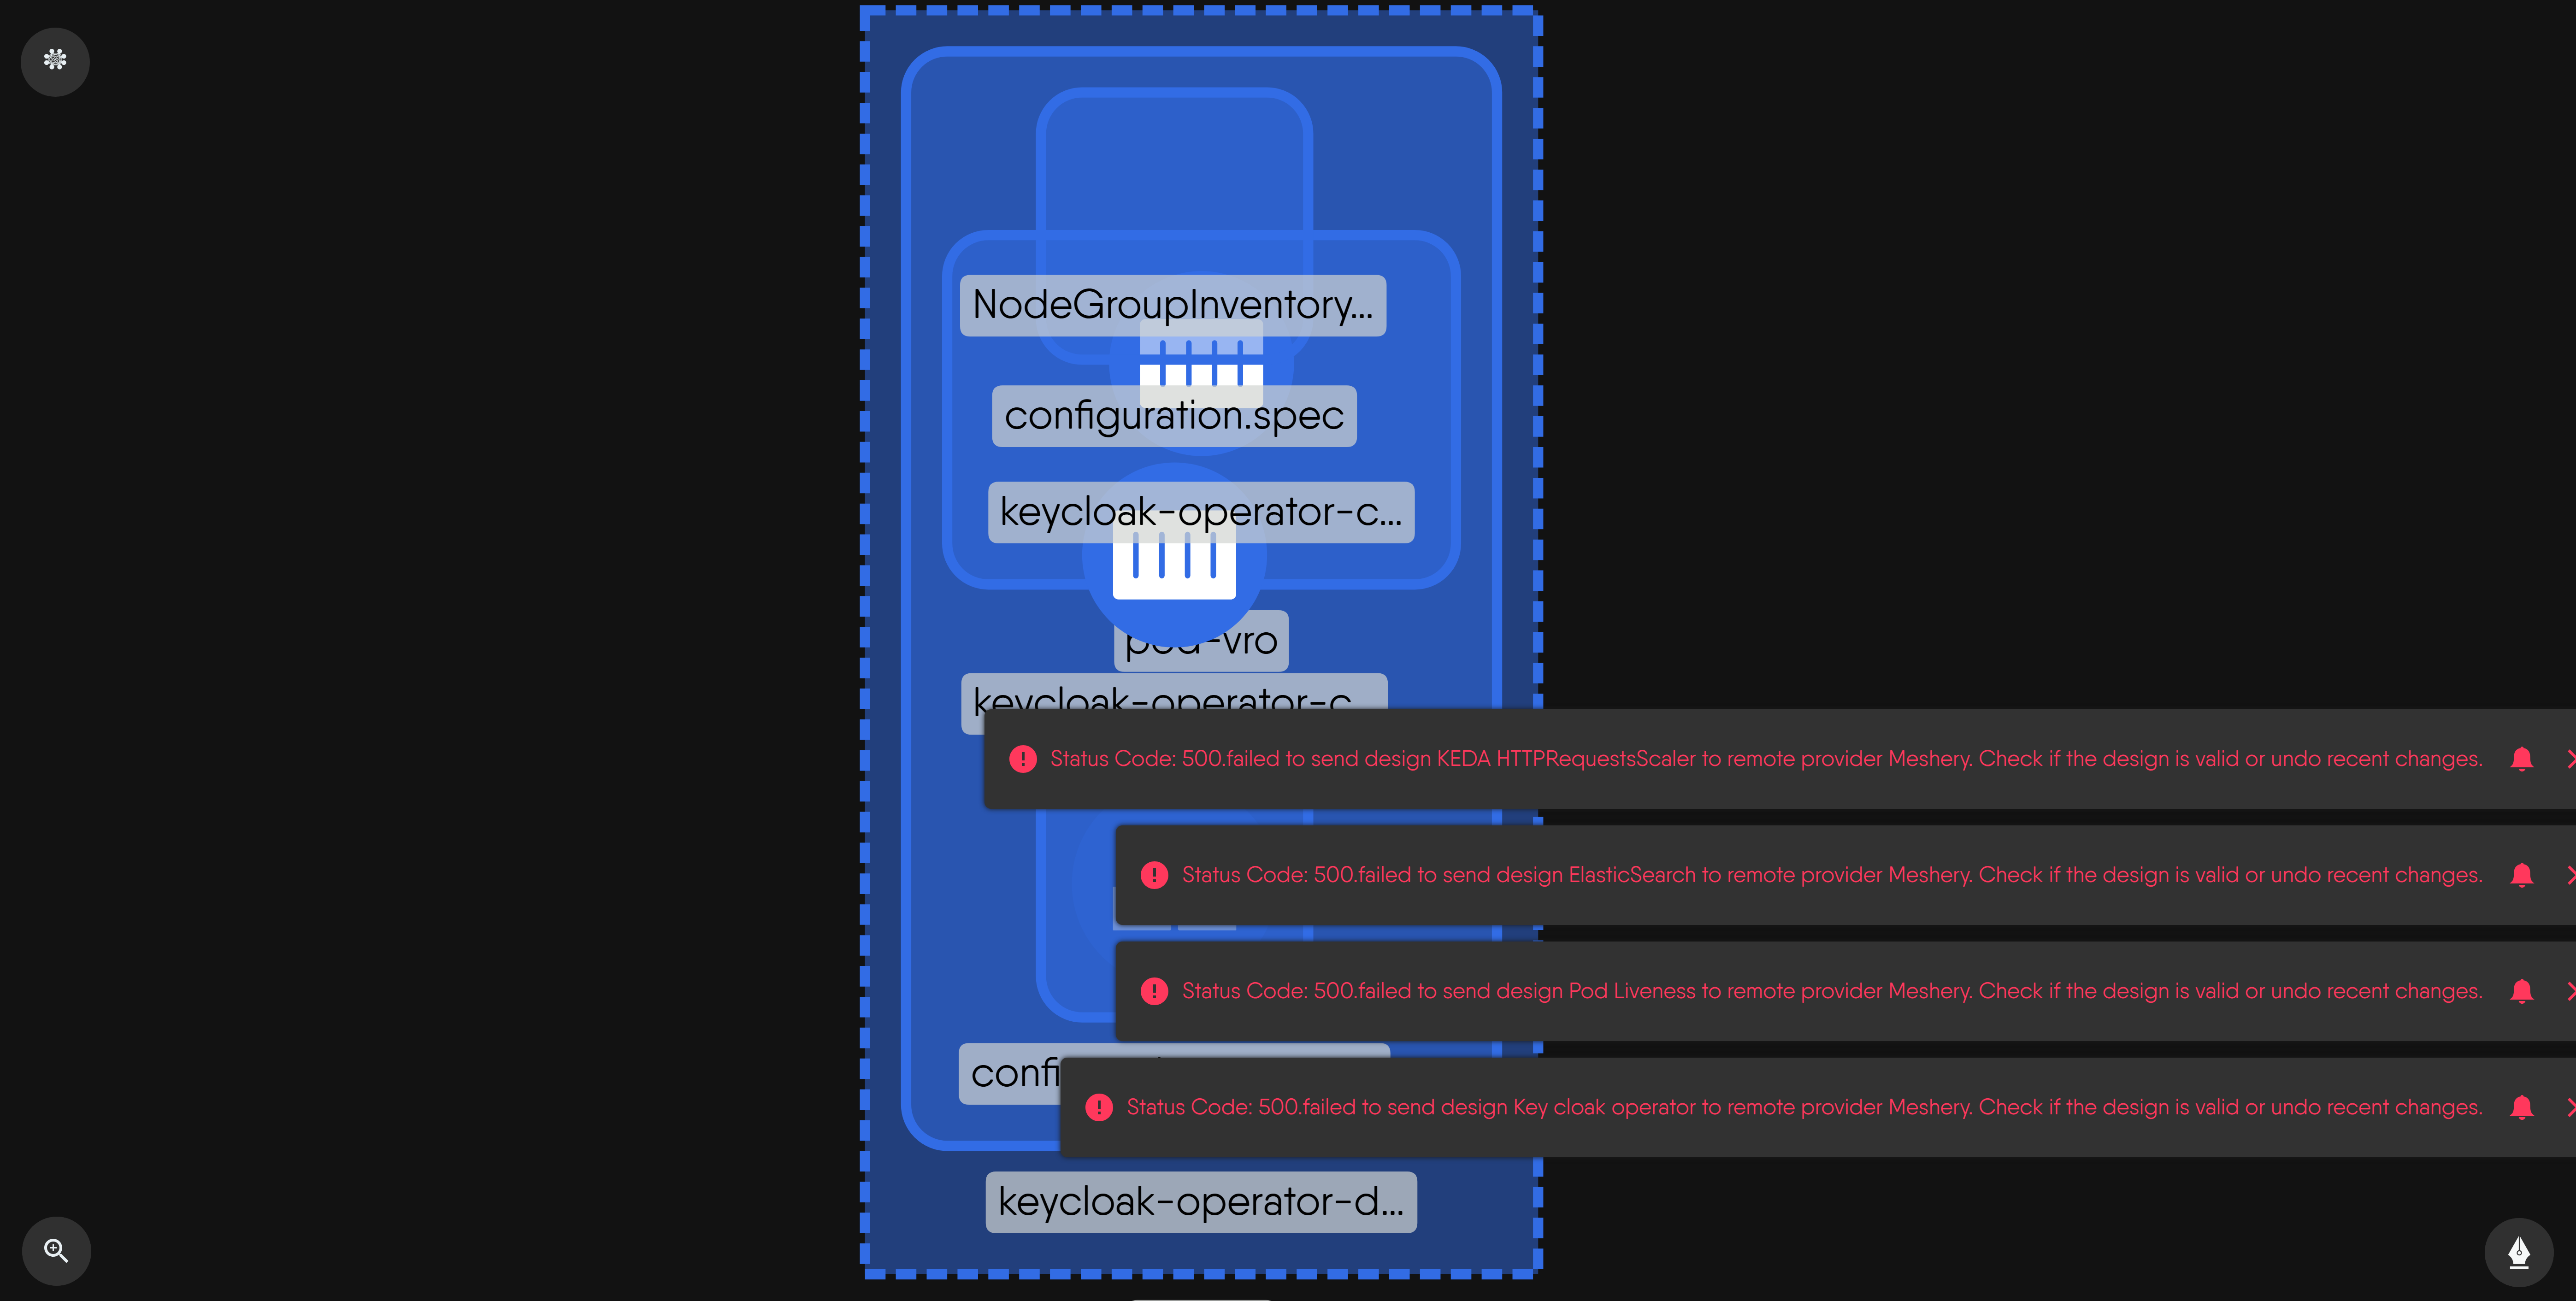 NodeGroupInventory...
configuration.spec
keycloak-operator-c...
pod-vro
keycloak-operator-c
Status Code: 500.failed to send design KEDA HTTPRequestsScaler to remote provider Meshery. Check if the design is valid or undo recent changes.
Status Code: 500.failed to send design ElasticSearch to remote provider Meshery. Check if the design is valid or undo recent changes.
Status Code: 500.failed to send design Pod Liveness to remote provider Meshery. Check if the design is valid or undo recent changes.
confi
Status Code: 500.failed to send design Key cloak operator to remote provider Meshery. Check if the design is valid or undo recent changes.
keycloak-operator-d...